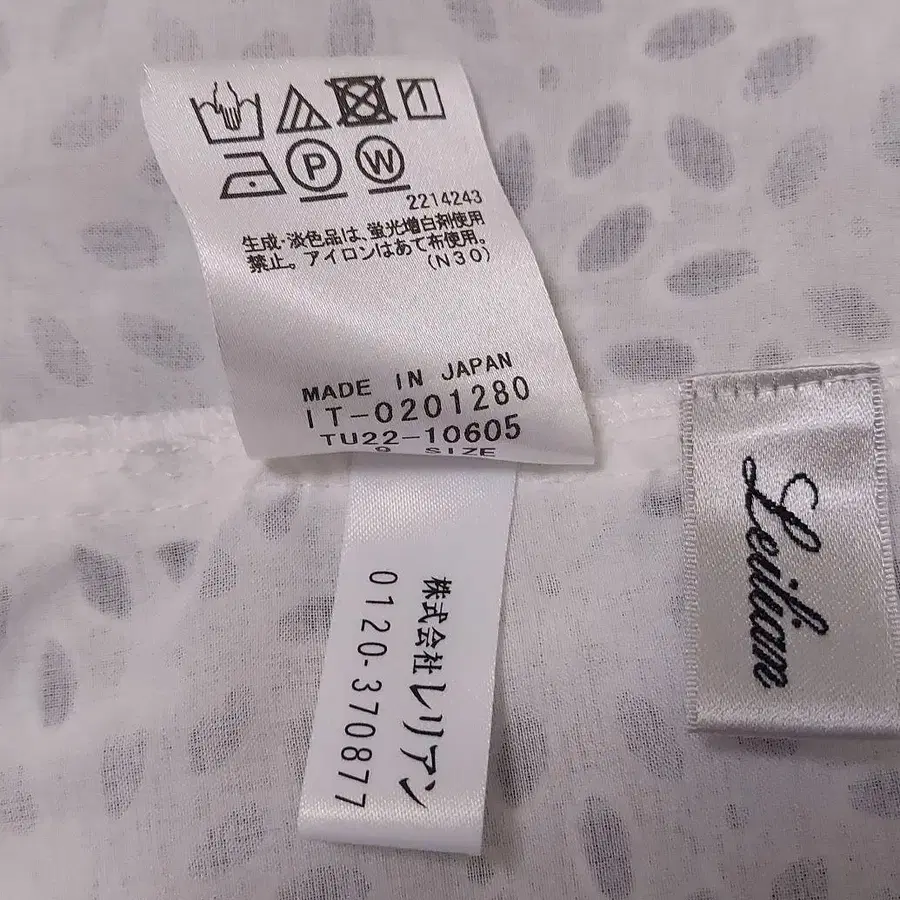 P W
2214243
生成・淡色品は、蛍光増白剤使用
禁止。アイロンはあて布使用。
(N30)
MADE IN JAPAN
IT-0201280
TU22-10605
9 SIZE
株式会社レリアン
0120-370877
Leilian